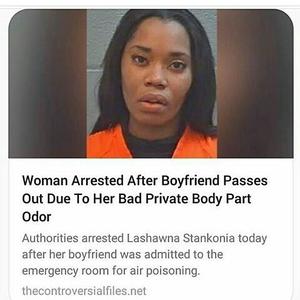 Woman Arrested After Boyfriend Passes
Out Due To Her Bad Private Body Part
Odor
Authorities arrested Lashawna Stankonia today
after her boyfriend was admitted to the
emergency room for air poisoning.
thecontroversialfiles.net